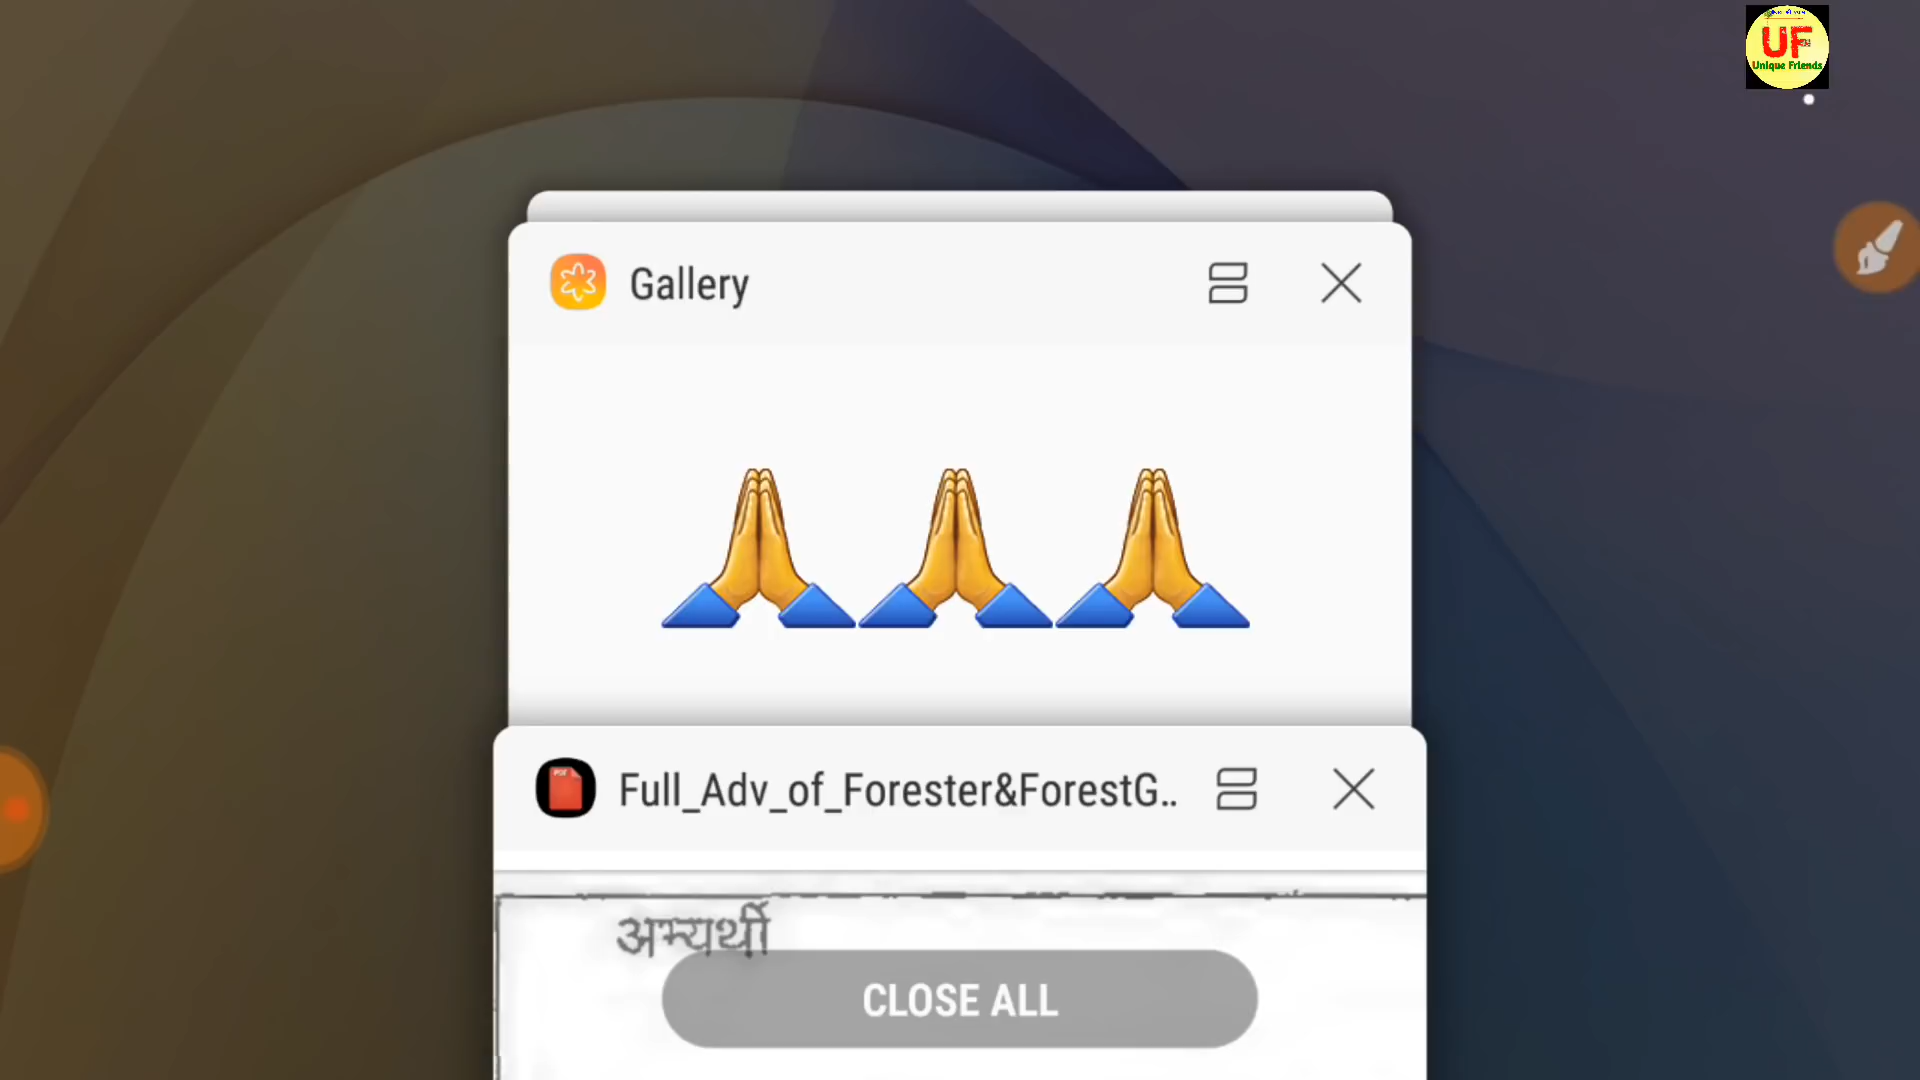 UF
Unique Friends
Gallery
Full_Adv_of_Forester&ForestG..
अभ्यर्थी
CLOSE ALL